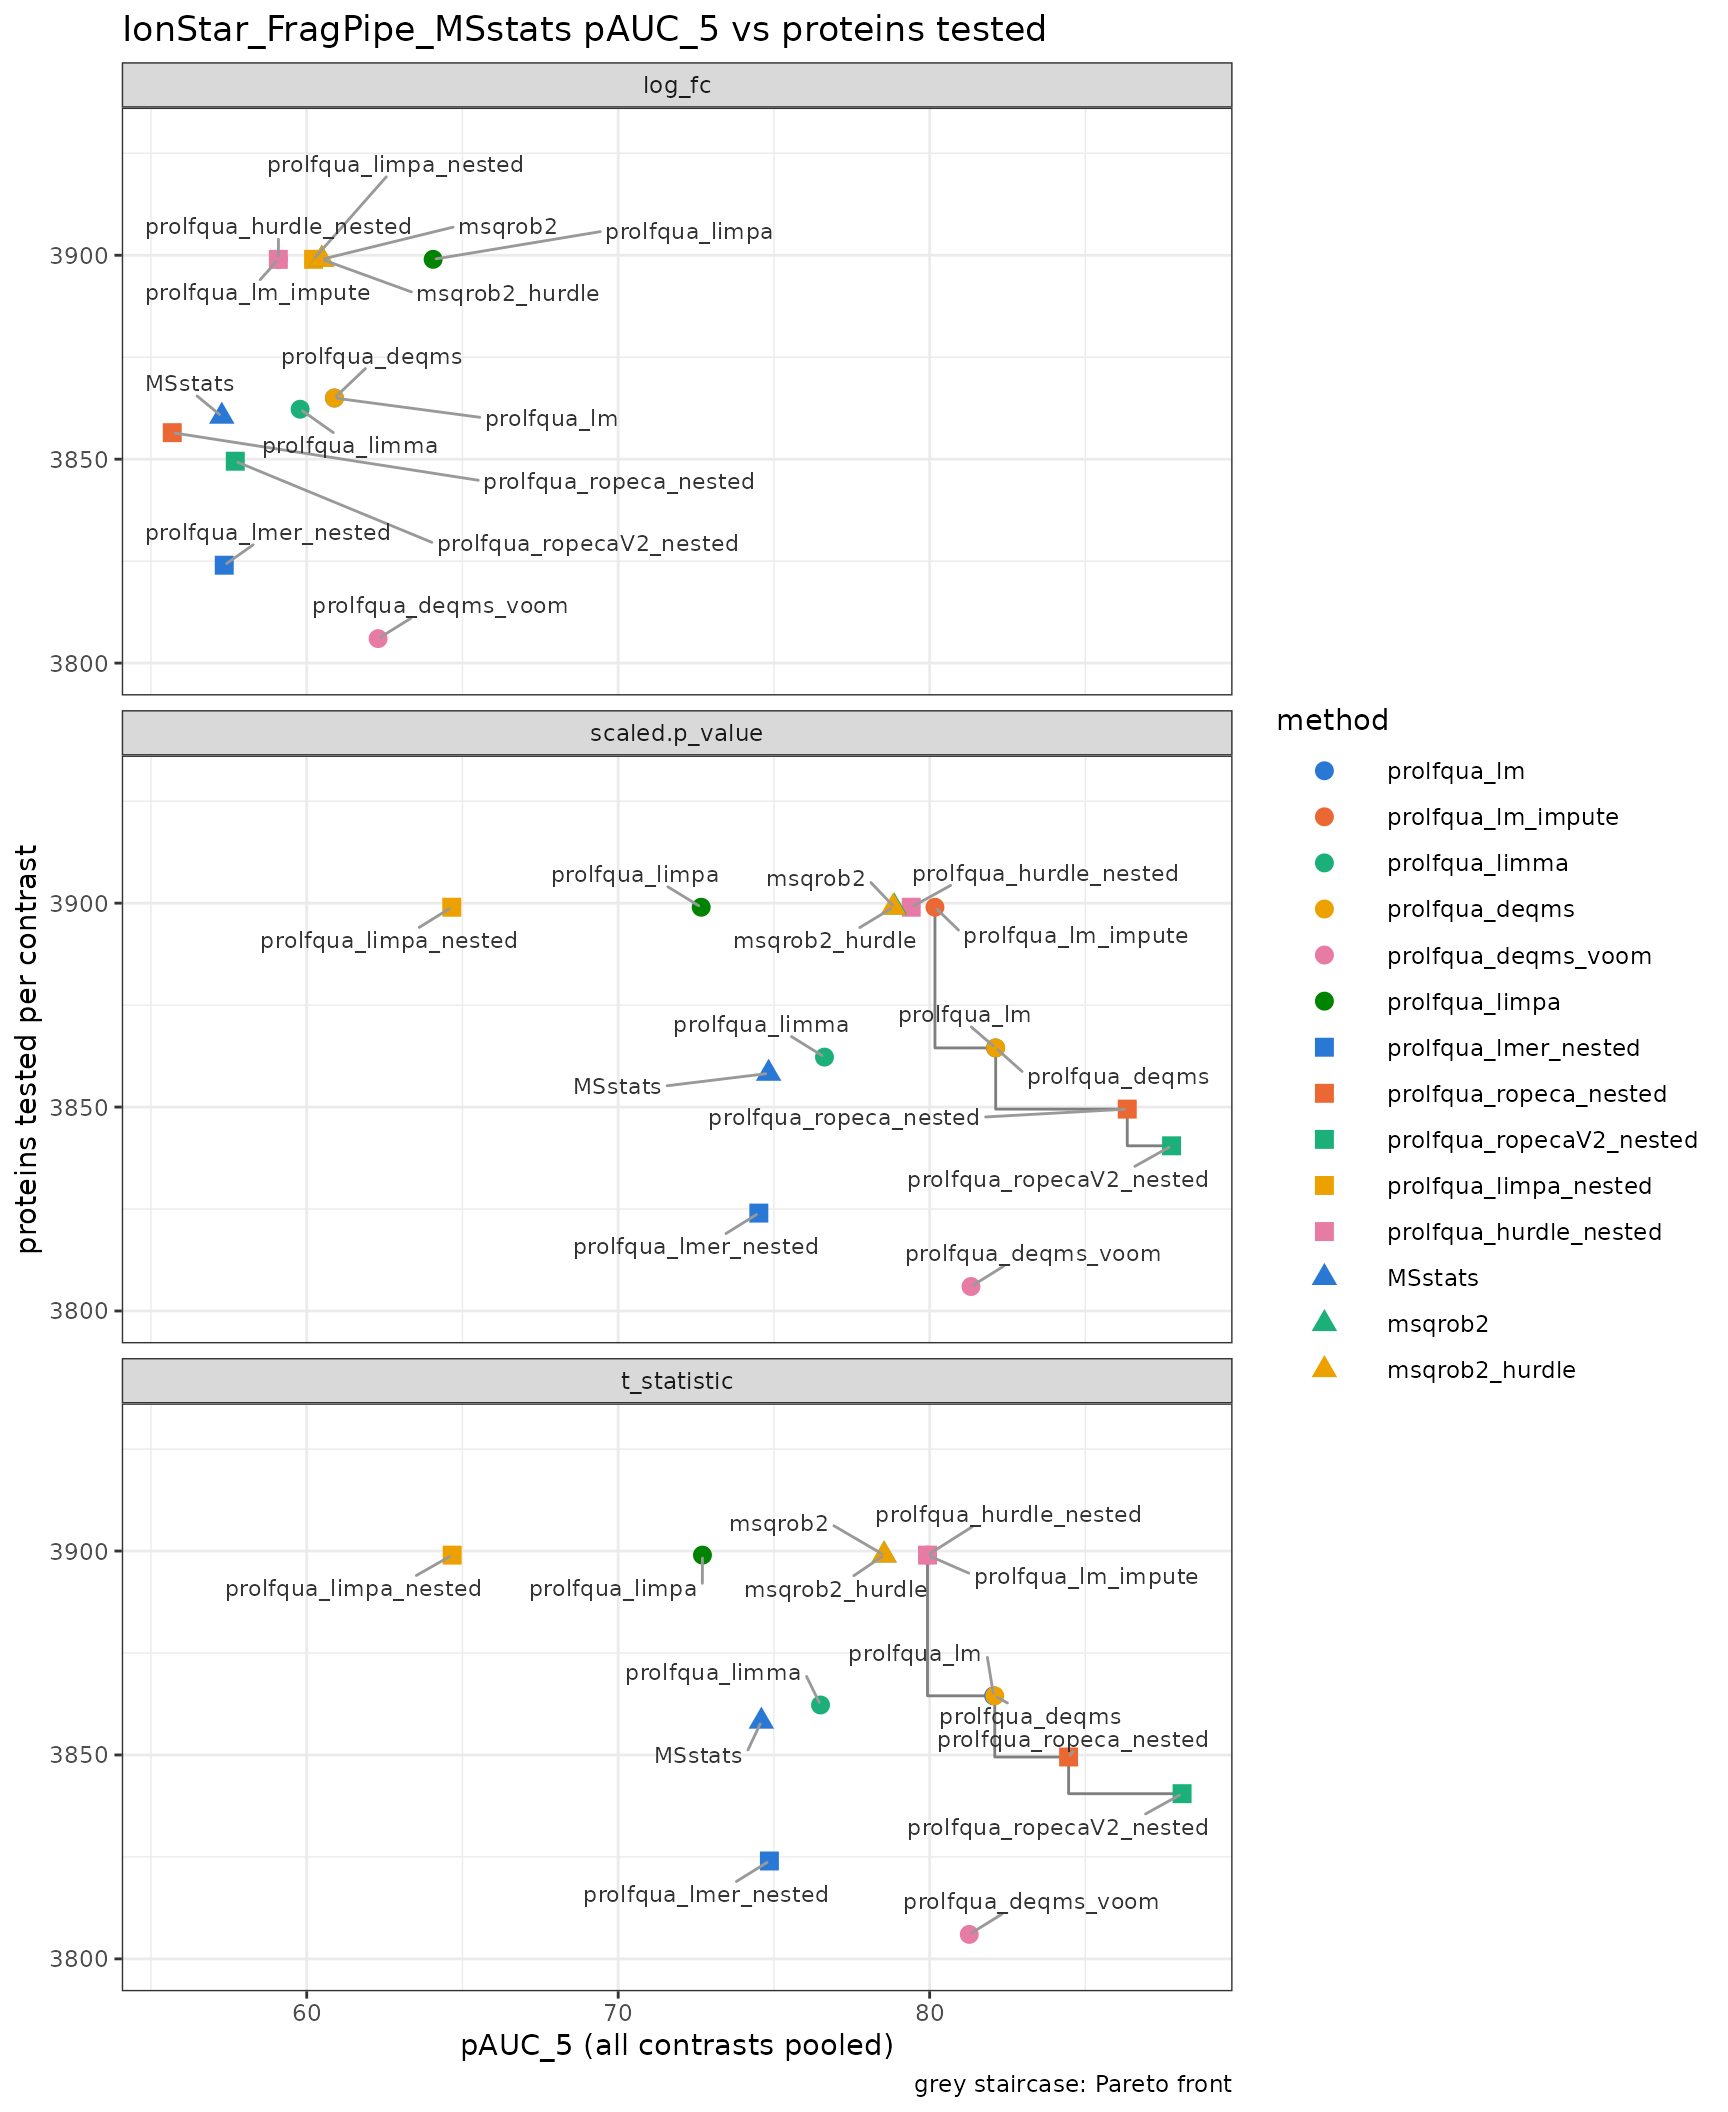 IonStar_FragPipe_MSstats pAUC_5 vs proteins tested
log_fc
prolfqua_limpa_nested
prolfqua_hurdle_nested
msqrob2
prolfqua_limpa
3900
prolfqua_lm_impute
msqrob2_hurdle
prolfqua_deqms
MSstats
prolfqua_lm
prolfqua_limma
3850
prolfqua_ropeca_nested
prolfqua_lmer_nested
prolfqua_ropecaV2_nested
prolfqua_deqms_voom
3800
scaled.p_value
prolfqua_limpa
msqrob2
prolfqua_hurdle_nested
3900
prolfqua_limpa_nested
msqrob2_hurdle
prolfqua_lm_impute
prolfqua_lm
prolfqua_limma
prolfqua_deqms
MSstats
3850
prolfqua_ropeca_nested
prolfqua_ropecaV2_nested
prolfqua_lmer_nested
prolfqua_deqms_voom
3800
t_statistic
prolfqua_hurdle_nested
msqrob2
3900
prolfqua_limpa_nested
prolfqua_limpa
msqrob2_hurdle
prolfqua_lm_impute
prolfqua_lm
prolfqua_limma
prolfqua_deqms
prolfqua_ropeca_nested
MSstats
3850
prolfqua_ropecaV2_nested
prolfqua_lmer_nested
prolfqua_deqms_voom
3800
60
70
80
pAUC_5 (all contrasts pooled)
proteins tested per contrast
grey staircase: Pareto front
method
prolfqua_lm
prolfqua_lm_impute
prolfqua_limma
prolfqua_deqms
prolfqua_deqms_voom
prolfqua_limpa
prolfqua_lmer_nested
prolfqua_ropeca_nested
prolfqua_ropecaV2_nested
prolfqua_limpa_nested
prolfqua_hurdle_nested
MSstats
msqrob2
msqrob2_hurdle